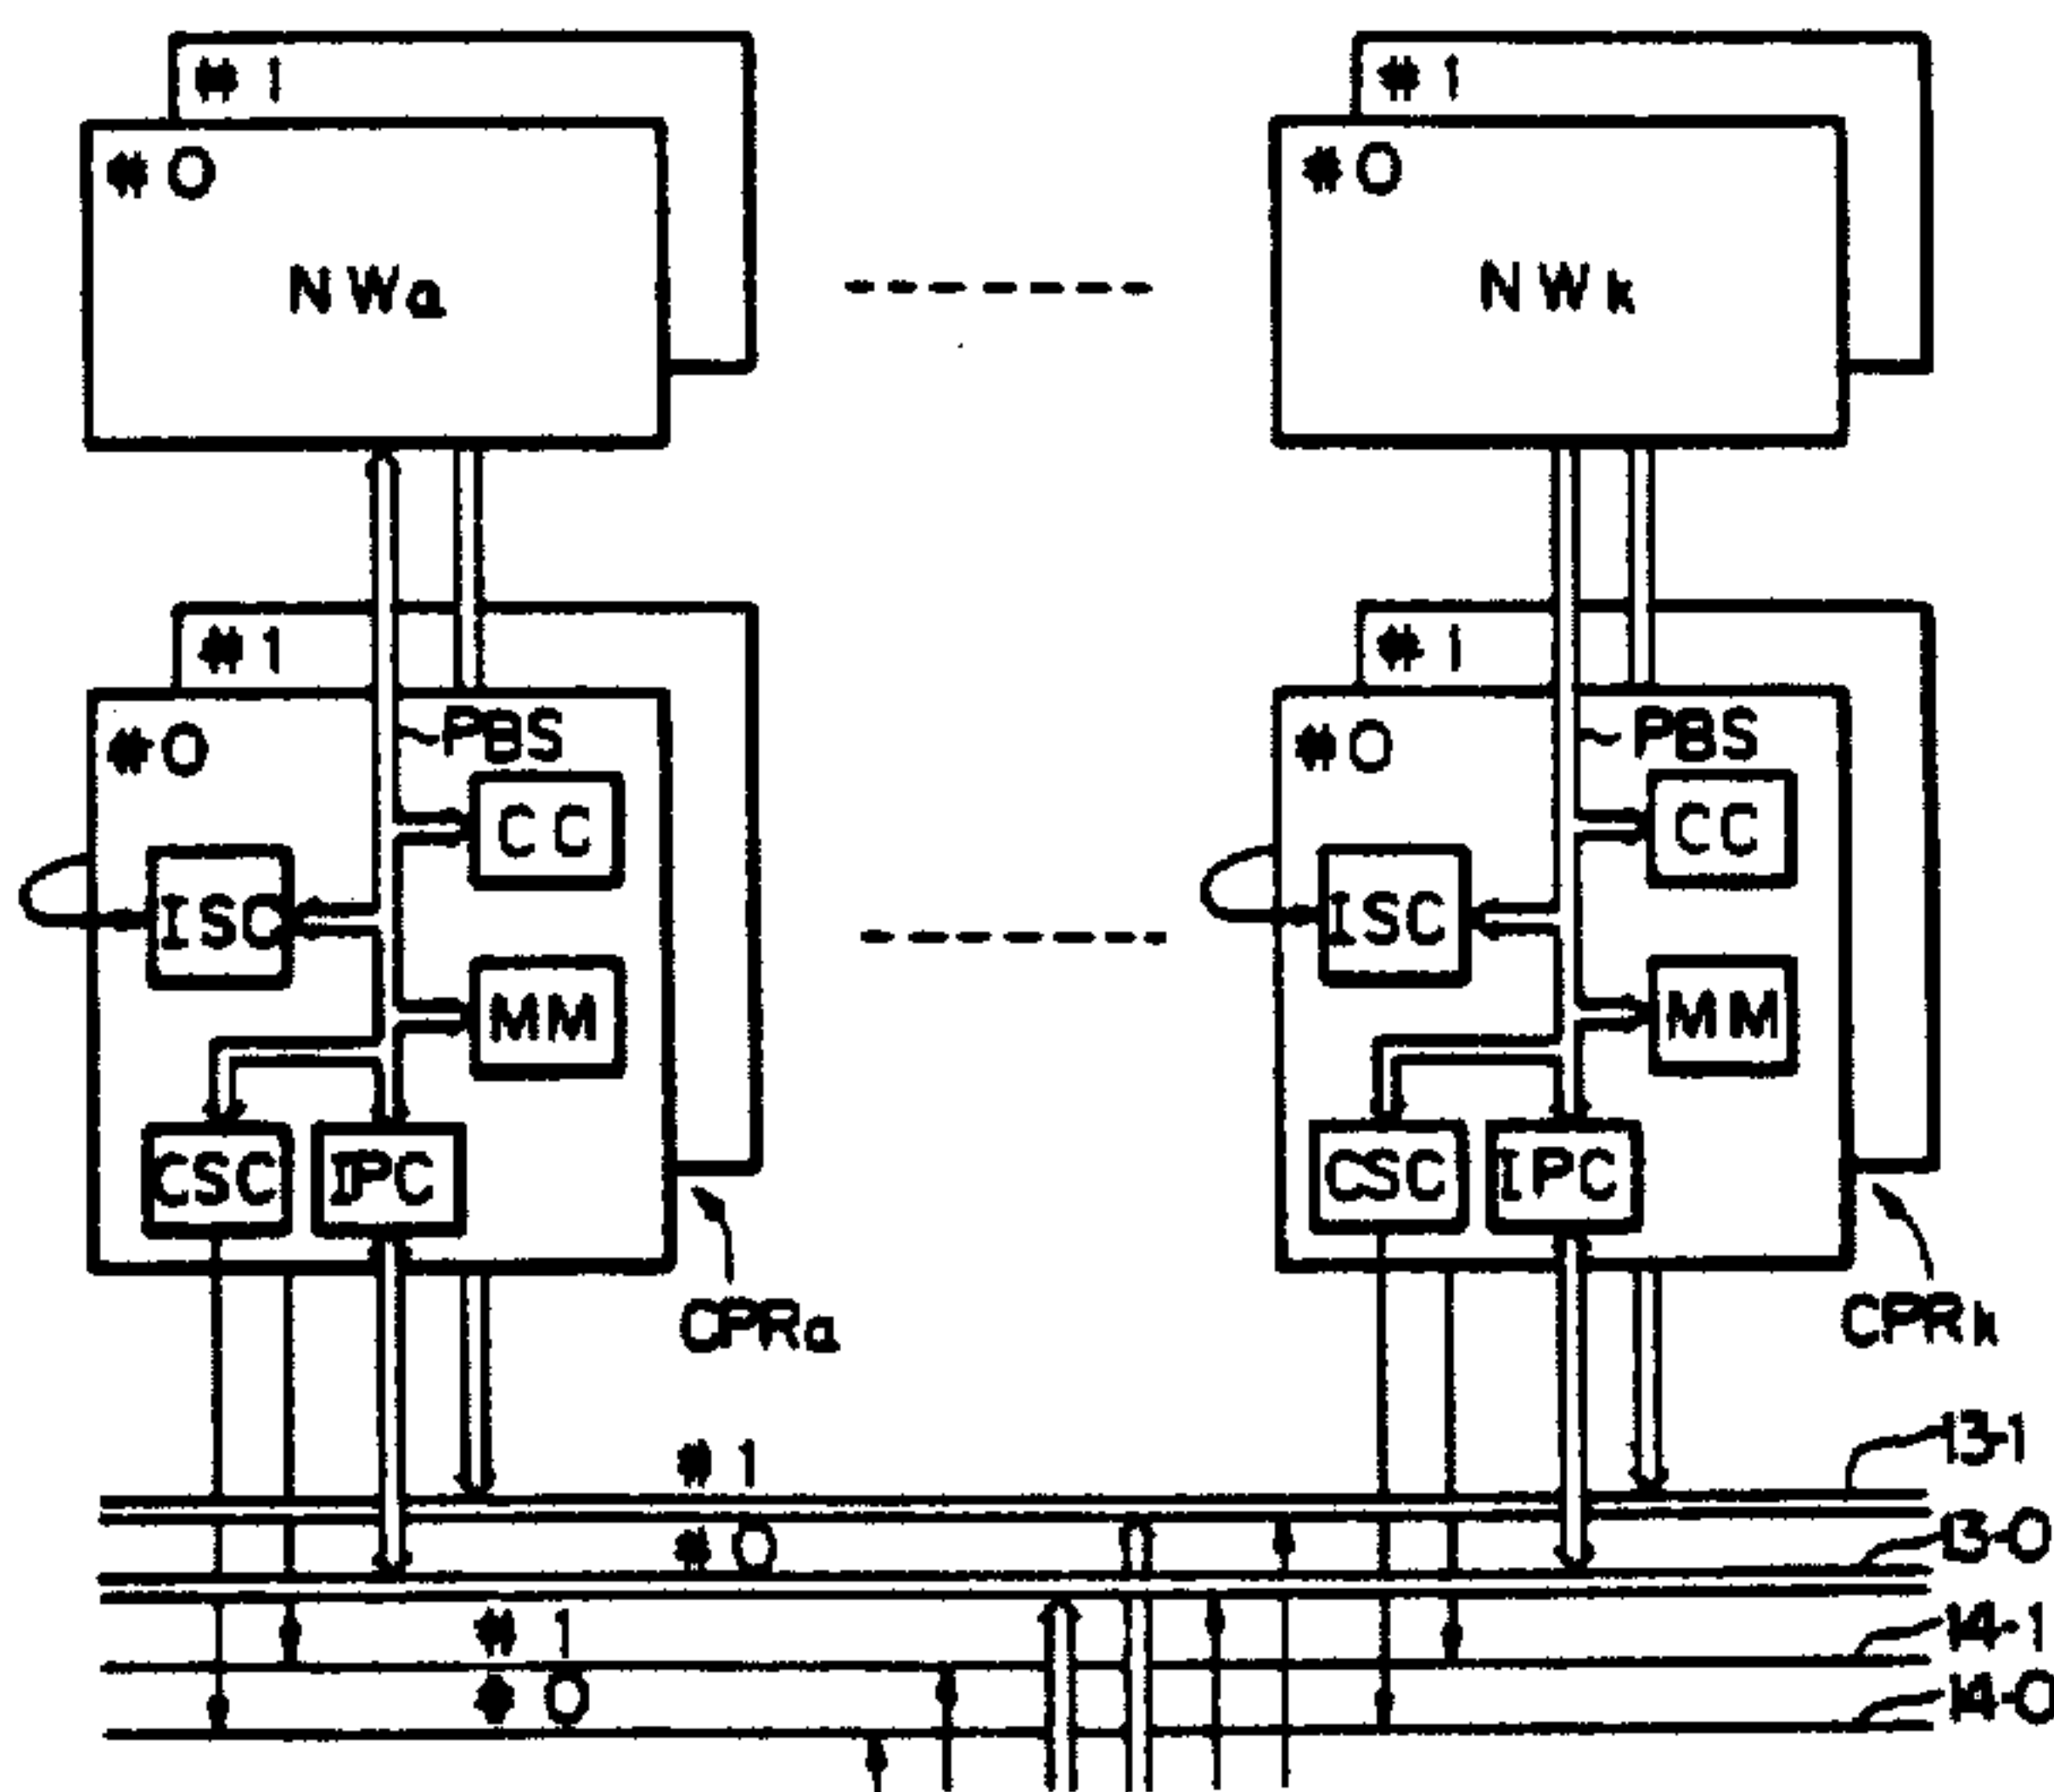 #1
#1
#0
#0
NWa
NWk
#1
#1
#0
PBS
#0
PBS
CC
CC
ISC
ISC
MM
MM
CSC
IPC
CSC
IPC
CPRa
CPRk
13-1
#1
13-0
#0
14-1
#1
14-0
#0